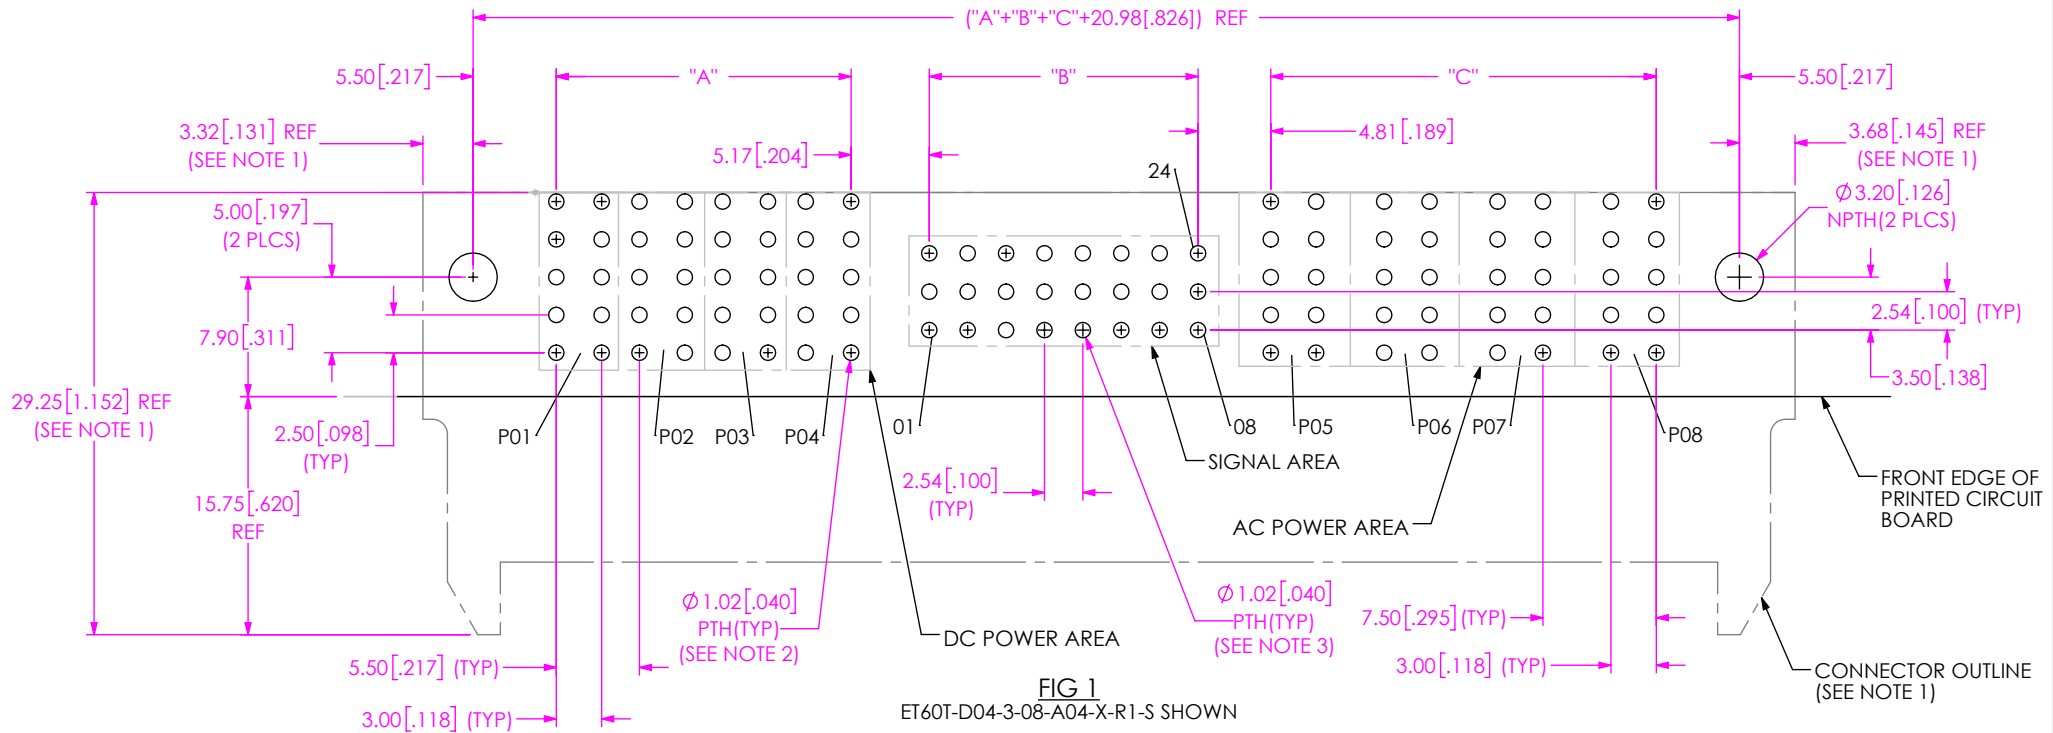 ("A"+"B"+"C"+20.98[.826]) REF
5.50[.217]
"A"
"B"
"C"
5.50[.217]
3.32[.131] REF
(SEE NOTE 1)
5.17[.204]
4.81[.189]
3.68[.145] REF
(SEE NOTE 1)
24
5.00[.197]
(2 PLCS)
Ø3.20[.126]
NPTH(2 PLCS)
7.90[.311]
2.54[.100] (TYP)
3.50[.138]
29.25[1.152] REF
(SEE NOTE 1)
2.50[.098]
(TYP)
P01
P02
P03
P04
01
08
P05
P06
P07
P08
SIGNAL AREA
2.54[.100]
(TYP)
15.75[.620]
REF
AC POWER AREA
FRONT EDGE OF
PRINTED CIRCUIT
BOARD
Ø1.02[.040]
PTH(TYP)
(SEE NOTE 2)
Ø1.02[.040]
PTH(TYP)
(SEE NOTE 3)
7.50[.295](TYP)
DC POWER AREA
5.50[.217] (TYP)
3.00[.118] (TYP)
CONNECTOR OUTLINE
(SEE NOTE 1)
3.00[.118] (TYP)
FIG 1
ET60T-D04-3-08-A04-X-R1-S SHOWN